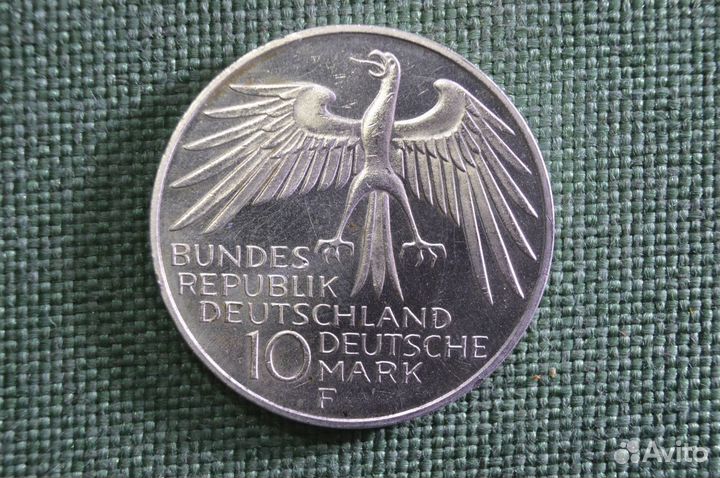 BUNDES
REPUBLIK
DEUTSCHLAND
10 DEUTSCHE
MARK
F
Avito